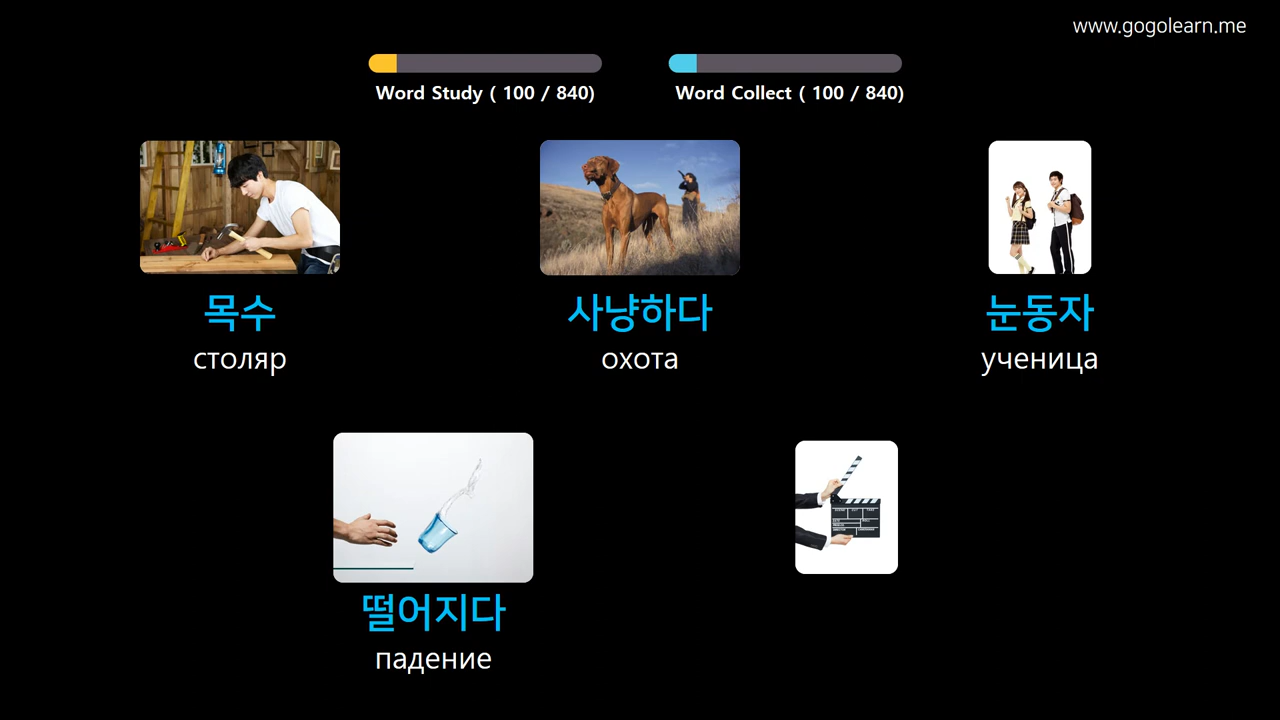 www.gogolearn.me
Word Study ( 100 / 840)
Word Collect ( 100 / 840)
목수
столяр
사냥하다
охота
눈동자
ученица
떨어지다
падение